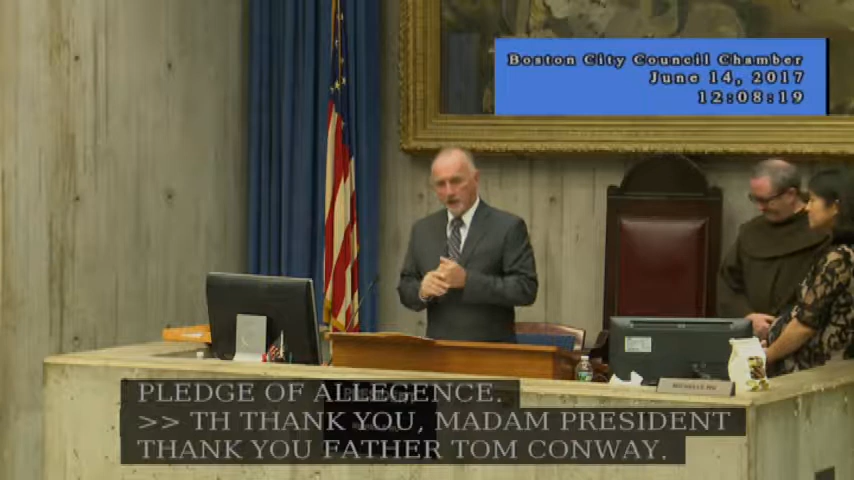 Boston City Council Chamber
June 14, 2017
12:08:19
PLEDGE OF ALLEGENCE.
>> TH THANK YOU, MADAM PRESIDENT
THANK YOU FATHER TOM CONWAY.